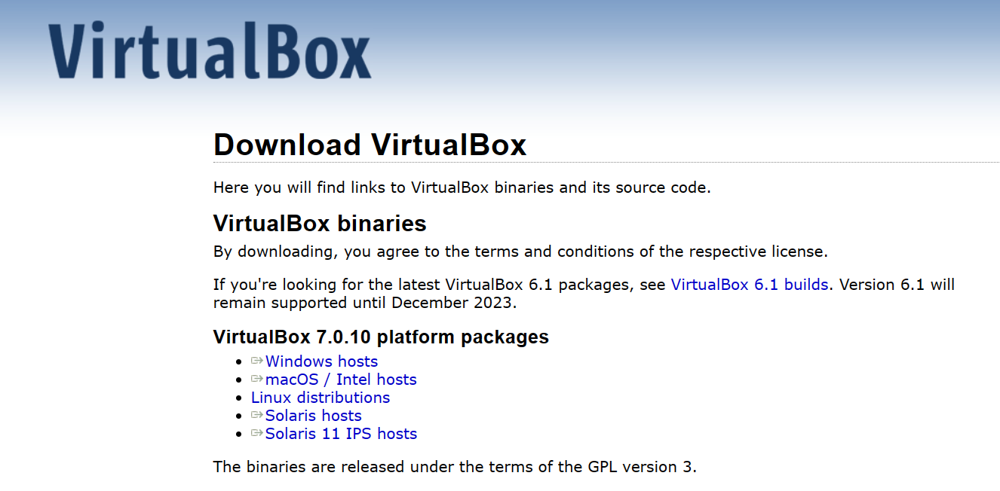 VirtualBox
Download VirtualBox
Here you will find links to VirtualBox binaries and its source code.
VirtualBox binaries
By downloading, you agree to the terms and conditions of the respective license.
If you're looking for the latest VirtualBox 6.1 packages, see VirtualBox 6.1 builds. Version 6.1 will
remain supported until December 2023.
VirtualBox 7.0.10 platform packages
Windows hosts
macOS / Intel hosts
Linux distributions
Solaris hosts
Solaris 11 IPS hosts
The binaries are released under the terms of the GPL version 3.